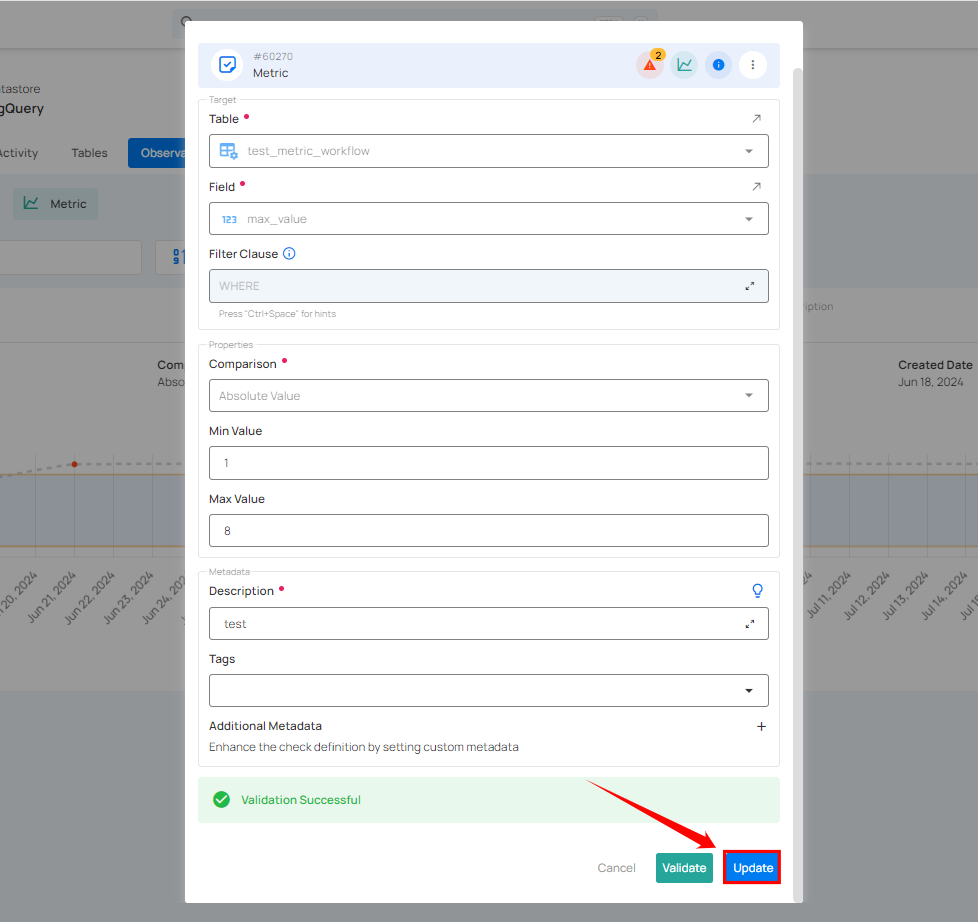 #60270
Metric
2
Target
Table
test_metric_workflow
Field
123 max_value
Filter Clause
WHERE
Press "Ctrl+Space" for hints
Properties
Comparison
Absolute Value
Min Value
1
Max Value
8
Metadata
Description
test
Tags
Additional Metadata
Enhance the check definition by setting custom metadata
Validation Successful
Cancel Validate Update
tastore
gQuery
Activity Tables Observa
Metric
Com
Abso
ription
Created Date
Jun 18, 2024
20, 2024
Jun 21, 2024
Jun 22, 2024
Jun 23, 2024
Jun 24, 202
Jul 11, 2024
Jul 12, 2024
Jul 13, 2024
Jul 14, 2024